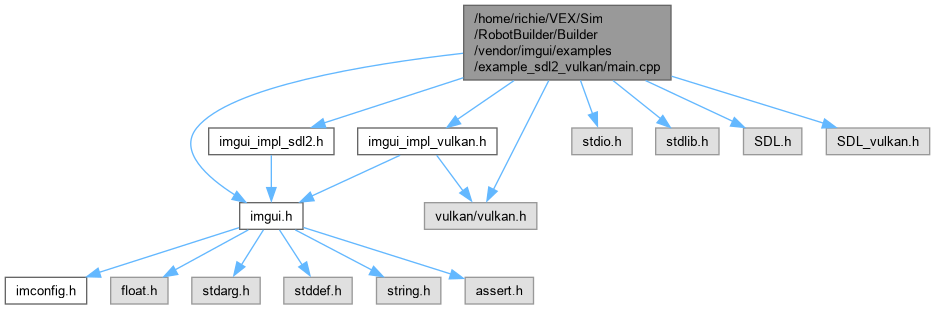 /home/richie/VEX/Sim
/RobotBuilder/Builder
/vendor/imgui/examples
/example_sdl2_vulkan/main.cpp
imgui_impl_sdl2.h
imgui_impl_vulkan.h
stdio.h
stdlib.h
SDL.h
SDL_vulkan.h
imgui.h
vulkan/vulkan.h
imconfig.h
float.h
stdarg.h
stddef.h
string.h
assert.h